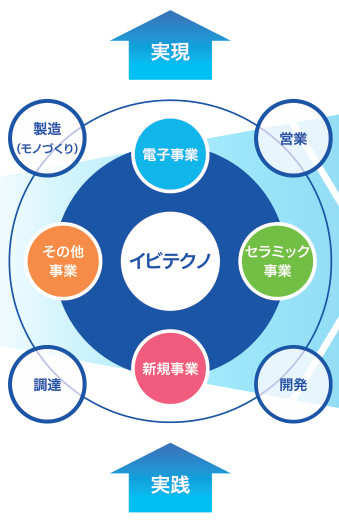 実現
製造
(モノづくり)
営業
電子事業
その他
事業
イビテクノ
セラミック
事業
新規事業
調達
開発
実践